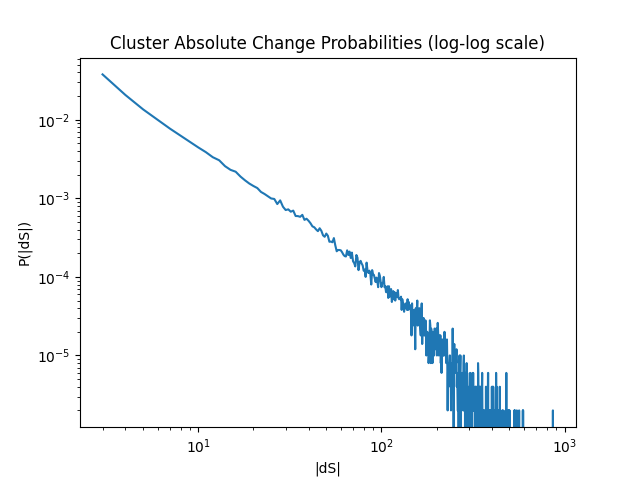 Cluster Absolute Change Probabilities (log-log scale)
10⁻²
10⁻³
10⁻⁴
10⁻⁵
P(|dS|)
10¹ 10² 10³
|dS|